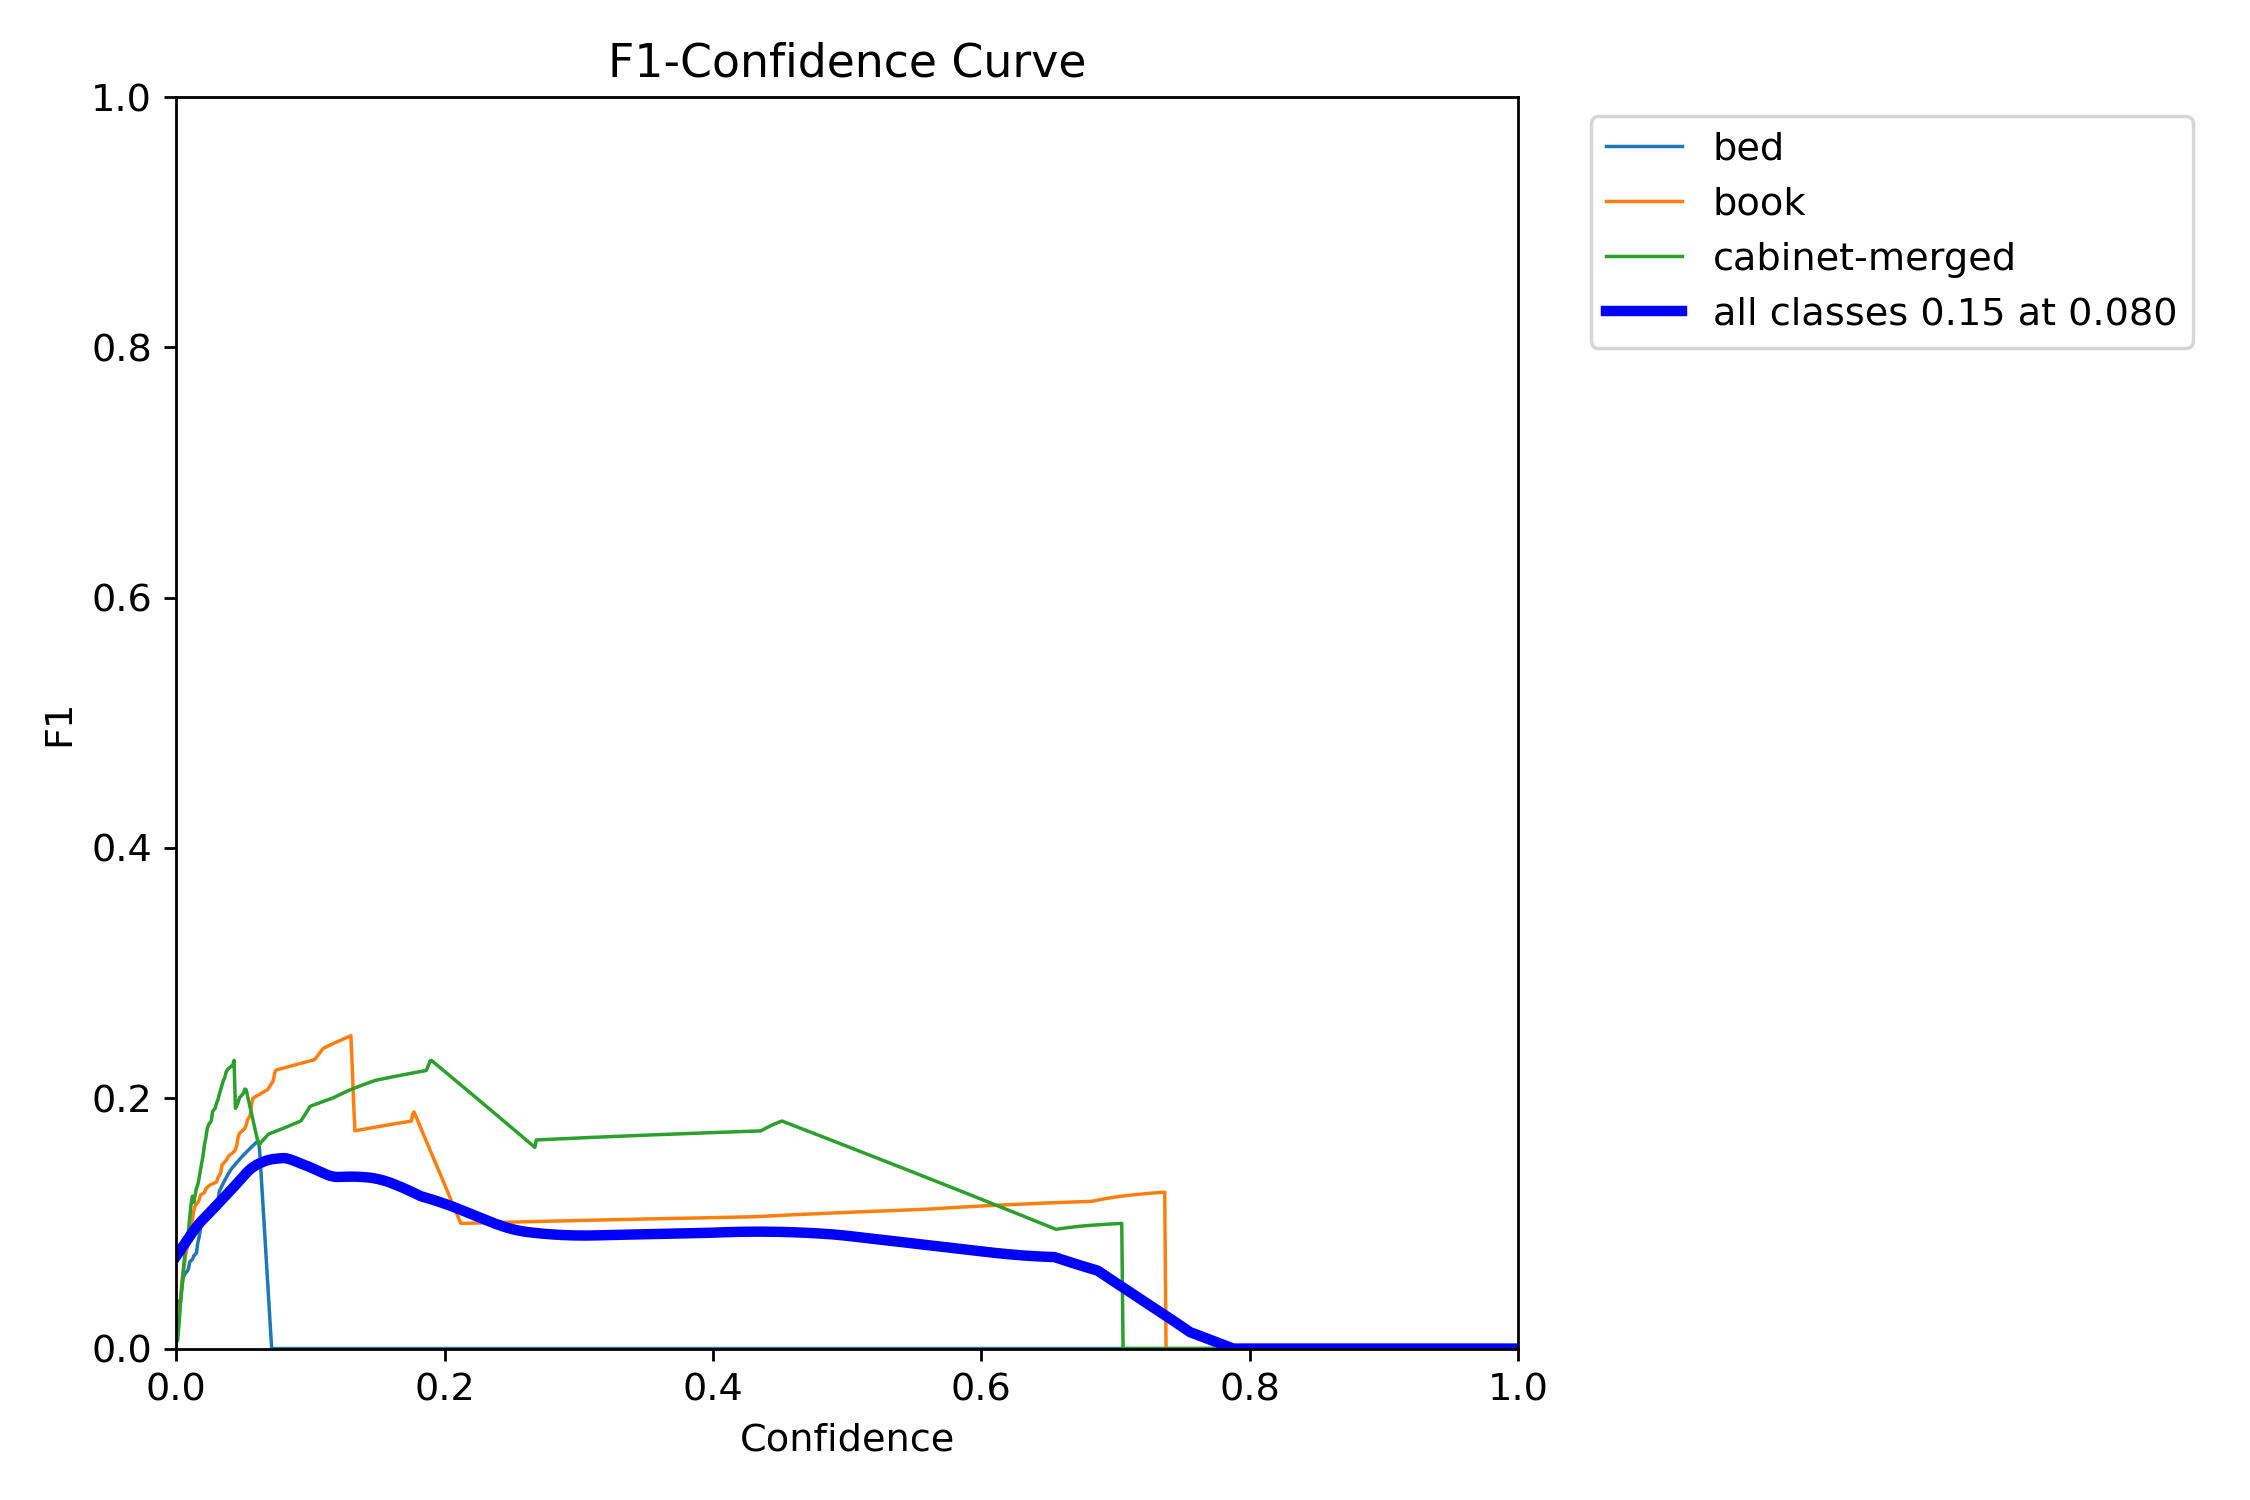 F1-Confidence Curve
1.0
0.8
0.6
0.4
0.2
0.0
F1
0.0 0.2 0.4 0.6 0.8 1.0
Confidence
bed
book
cabinet-merged
all classes 0.15 at 0.080